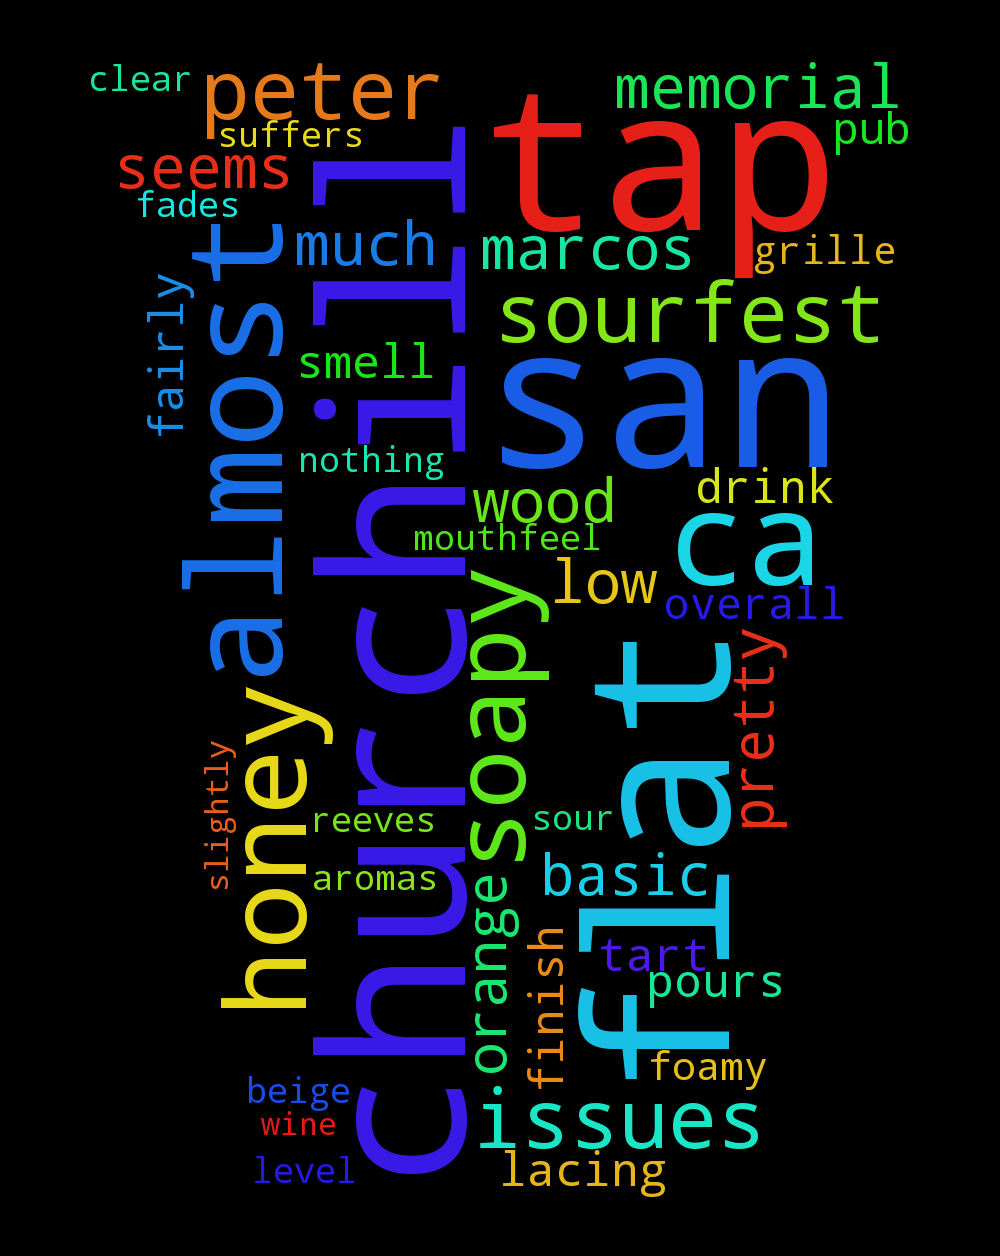 clear
peter
memorial
tap
pub
suffers
seems
fades
much
marcos
grille
churchill
almost
fairly
sourfest
smell
san
nothing
drink
wood
ca
mouthfeel
low
overall
soapy
flat
pretty
honey
slightly
reeves
sour
aromas
basic
orange
finish
tart
pours
foamy
beige
issues
wine
level
lacing